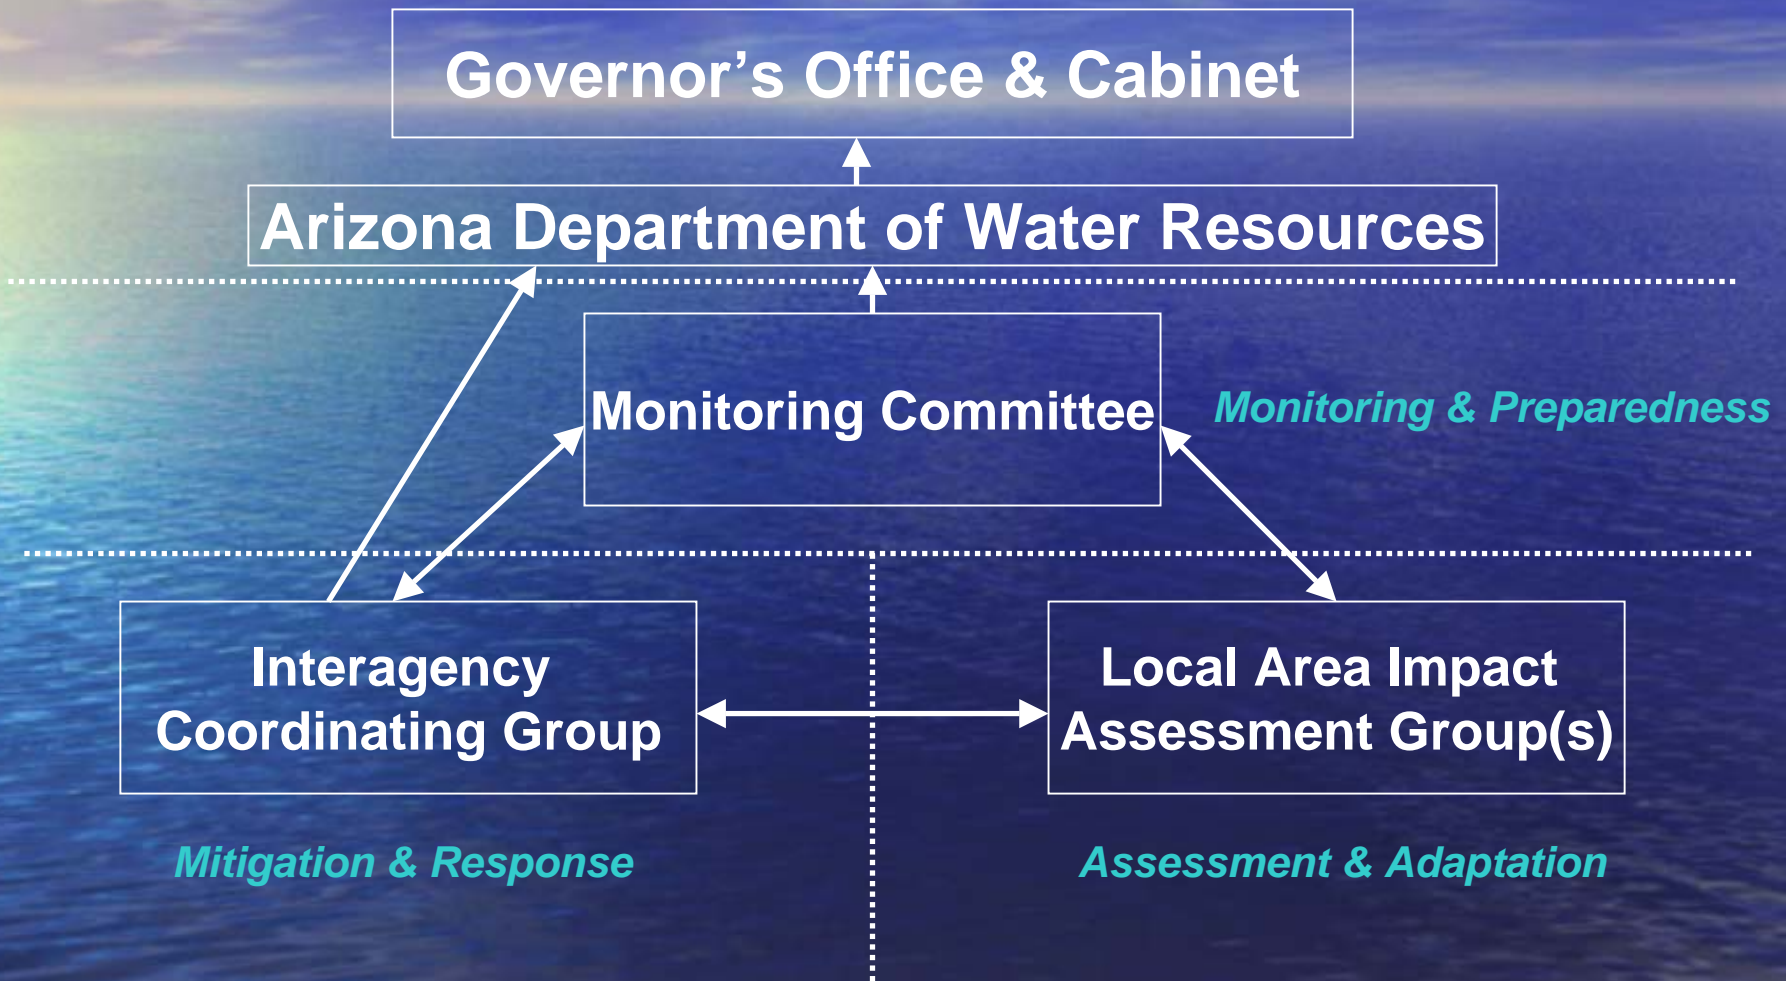 Governor’s Office & Cabinet
Arizona Department of Water Resources
Monitoring Committee
Monitoring & Preparedness
Interagency
Coordinating Group
Local Area Impact
Assessment Group(s)
Mitigation & Response
Assessment & Adaptation